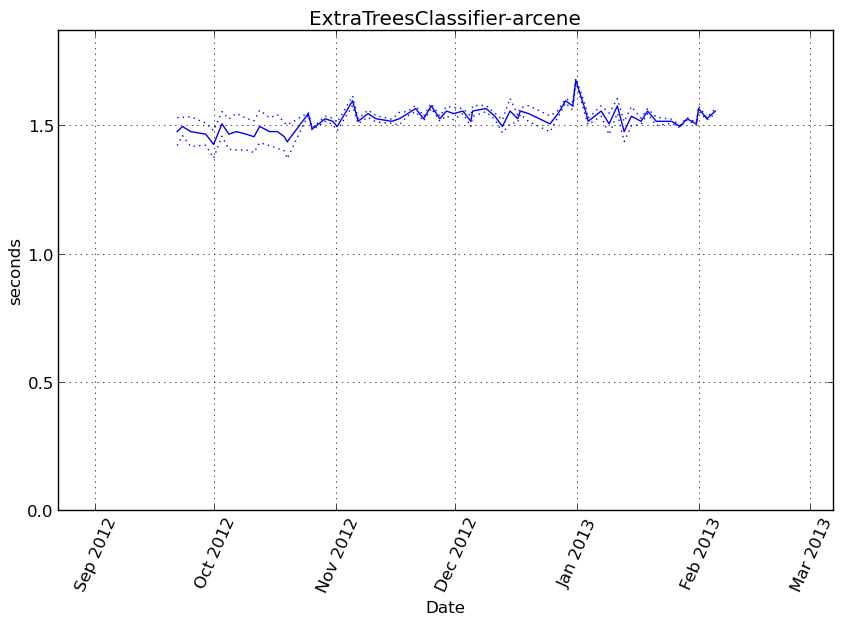 ExtraTreesClassifier-arcene
seconds
1.5
1.0
0.5
0.0
Sep 2012
Oct 2012
Nov 2012
Dec 2012
Jan 2013
Feb 2013
Mar 2013
Date